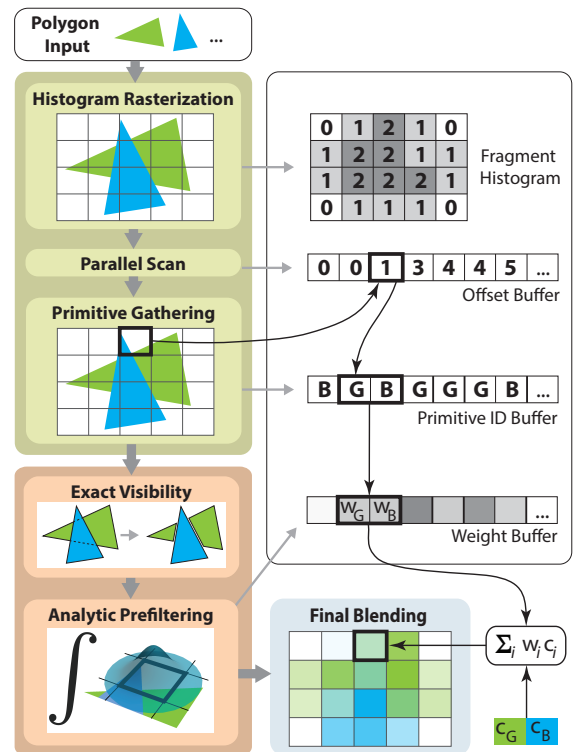 Polygon
Input
...
Histogram Rasterization
0 1 2 1 0
1 2 2 1 1
1 2 2 2 1
0 1 1 1 0
Fragment
Histogram
Parallel Scan
0 0 1 3 4 4 5 ...
Offset Buffer
Primitive Gathering
B G B G G G B ...
Primitive ID Buffer
Exact Visibility
w_G w_B ...
Weight Buffer
Analytic Prefiltering
∫
Final Blending
Σ_i w_i c_i
c_G c_B